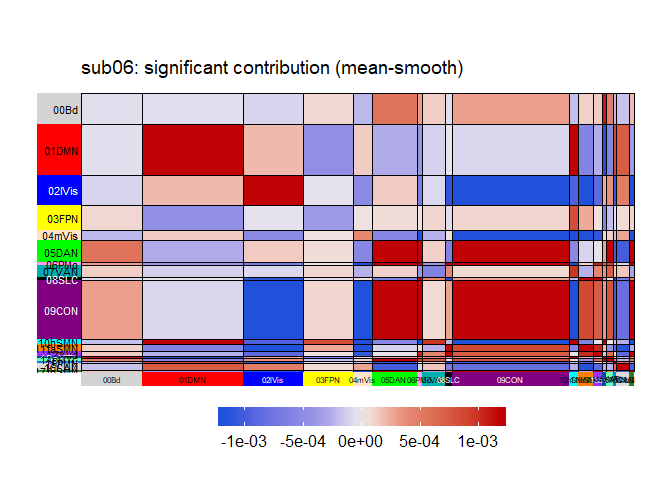 sub06: significant contribution (mean-smooth)
00Bd
01DMN
02lVis
03FPN
04mVis
05DAN
07VAN
08SLC
09CON
00Bd
01DMN
02lVis
03FPN
04mVis
05DAN
08SLC
09CON
-1e-03 -5e-04 0e+00 5e-04 1e-03